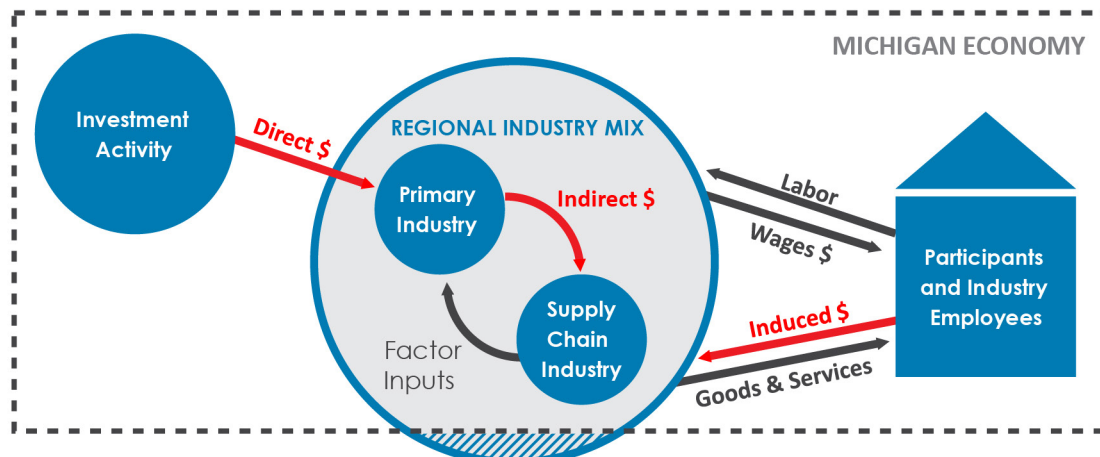 MICHIGAN ECONOMY
Investment
Activity
Direct $
REGIONAL INDUSTRY MIX
Primary
Industry
Indirect $
Supply
Chain
Industry
Factor
Inputs
Labor
Wages $
Participants
and Industry
Employees
Induced $
Goods & Services